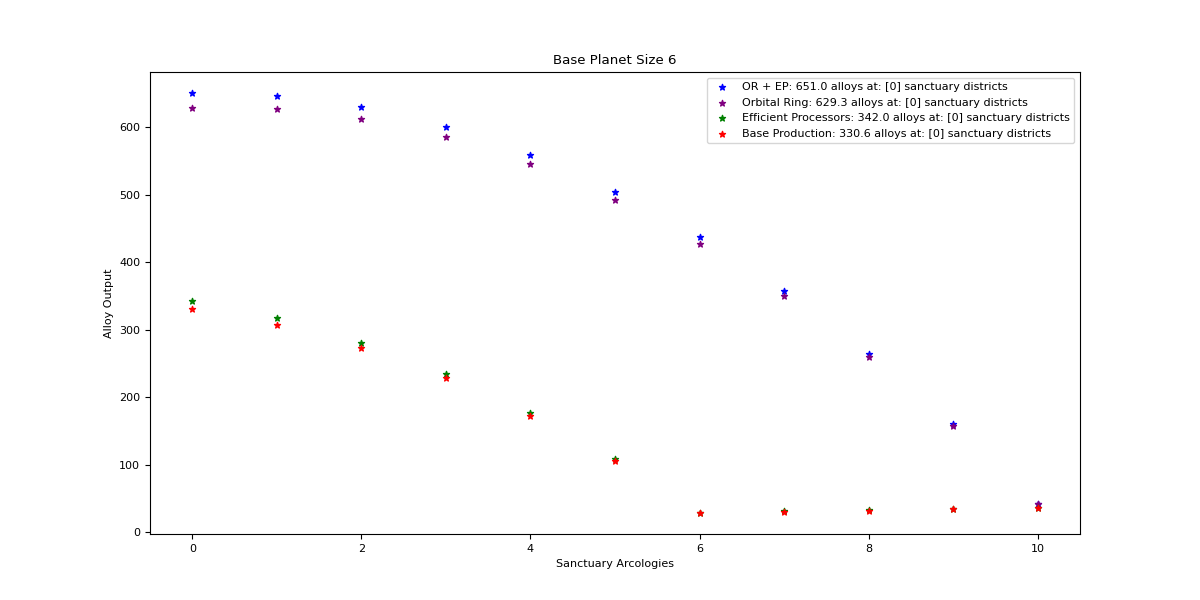 Base Planet Size 6
OR + EP: 651.0 alloys at: [0] sanctuary districts
Orbital Ring: 629.3 alloys at: [0] sanctuary districts
Efficient Processors: 342.0 alloys at: [0] sanctuary districts
Base Production: 330.6 alloys at: [0] sanctuary districts
Alloy Output
600
500
400
300
200
100
0
0 2 4 6 8 10
Sanctuary Arcologies